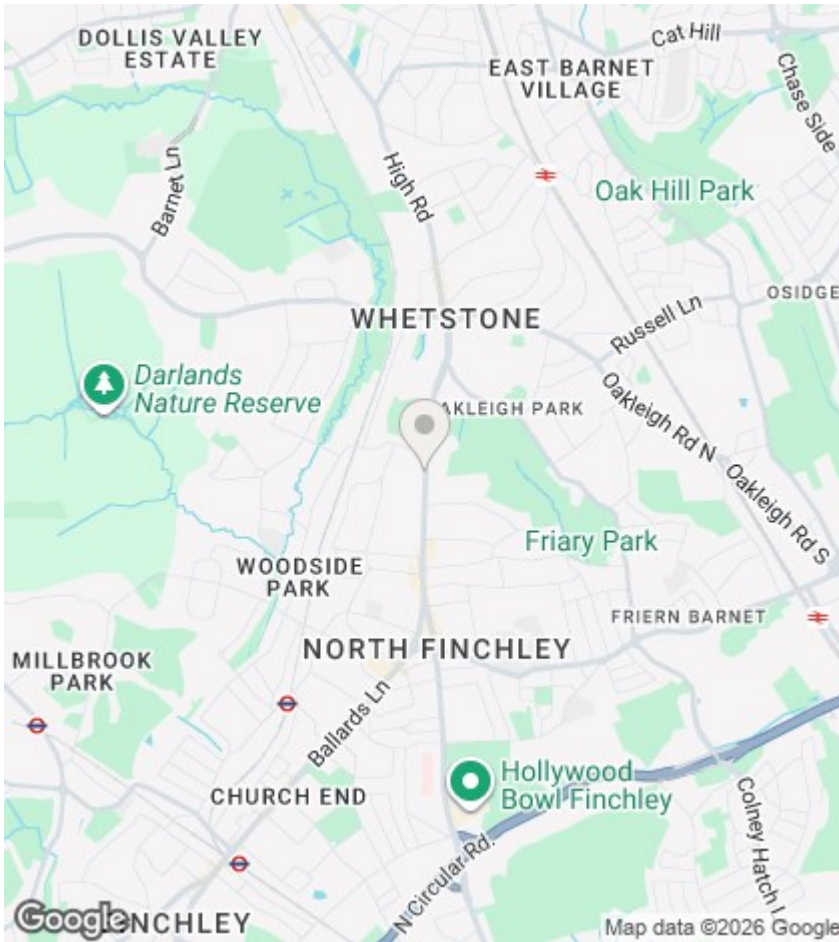 DOLLIS VALLEY
ESTATE
Cat Hill
EAST BARNET
VILLAGE
Chase Side
High Rd
Barnet Ln
Oak Hill Park
OSIDGE
WHETSTONE
Russell Ln
Darlands
Nature Reserve
AKLEIGH PARK
Oakleigh Rd N
Oakleigh Rd S
Friary Park
WOODSIDE
PARK
FRIERN BARNET
NORTH FINCHLEY
MILLBROOK
PARK
Ballards Ln
Hollywood
Bowl Finchley
CHURCH END
Colney Hatch L
N Circular Rd.
Google
INCHLEY
Map data ©2026 Google